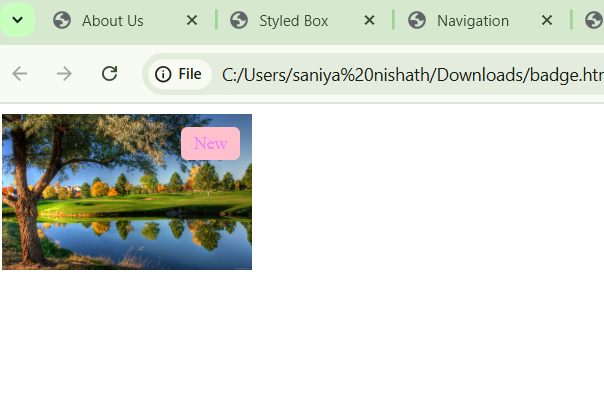 About Us
Styled Box
Navigation
File
C:/Users/saniya%20nishath/Downloads/badge.htm
New